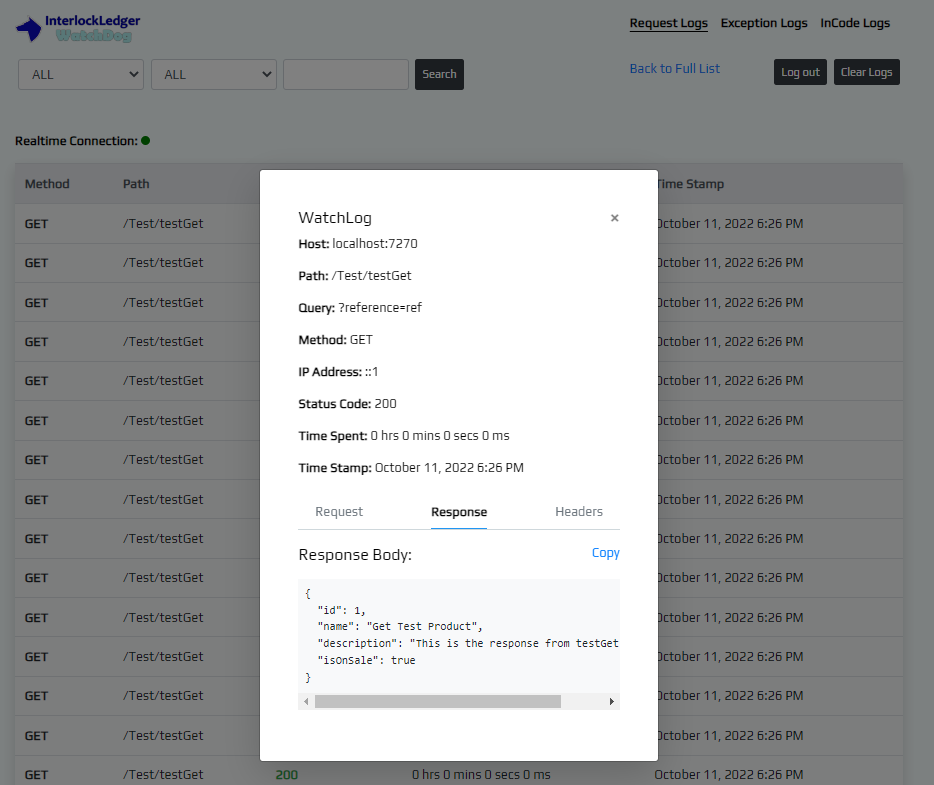 InterlockLedger
WatchDog
Request Logs Exception Logs InCode Logs
ALL ALL Search
Back to Full List Log out Clear Logs
Realtime Connection:
Method Path Time Stamp
GET /Test/testGet October 11, 2022 6:26 PM
GET /Test/testGet October 11, 2022 6:26 PM
GET /Test/testGet October 11, 2022 6:26 PM
GET /Test/testGet October 11, 2022 6:26 PM
GET /Test/testGet October 11, 2022 6:26 PM
GET /Test/testGet October 11, 2022 6:26 PM
GET /Test/testGet October 11, 2022 6:26 PM
GET /Test/testGet October 11, 2022 6:26 PM
GET /Test/testGet October 11, 2022 6:26 PM
GET /Test/testGet October 11, 2022 6:26 PM
GET /Test/testGet October 11, 2022 6:26 PM
GET /Test/testGet October 11, 2022 6:26 PM
GET /Test/testGet October 11, 2022 6:26 PM
GET /Test/testGet October 11, 2022 6:26 PM
GET /Test/testGet 200 0 hrs 0 mins 0 secs 0 ms October 11, 2022 6:26 PM
WatchLog ×
Host: localhost:7270
Path: /Test/testGet
Query: ?reference=ref
Method: GET
IP Address: ::1
Status Code: 200
Time Spent: 0 hrs 0 mins 0 secs 0 ms
Time Stamp: October 11, 2022 6:26 PM
Request Response Headers
Response Body: Copy
{
"id": 1,
"name": "Get Test Product",
"description": "This is the response from testGet
"isOnSale": true
}